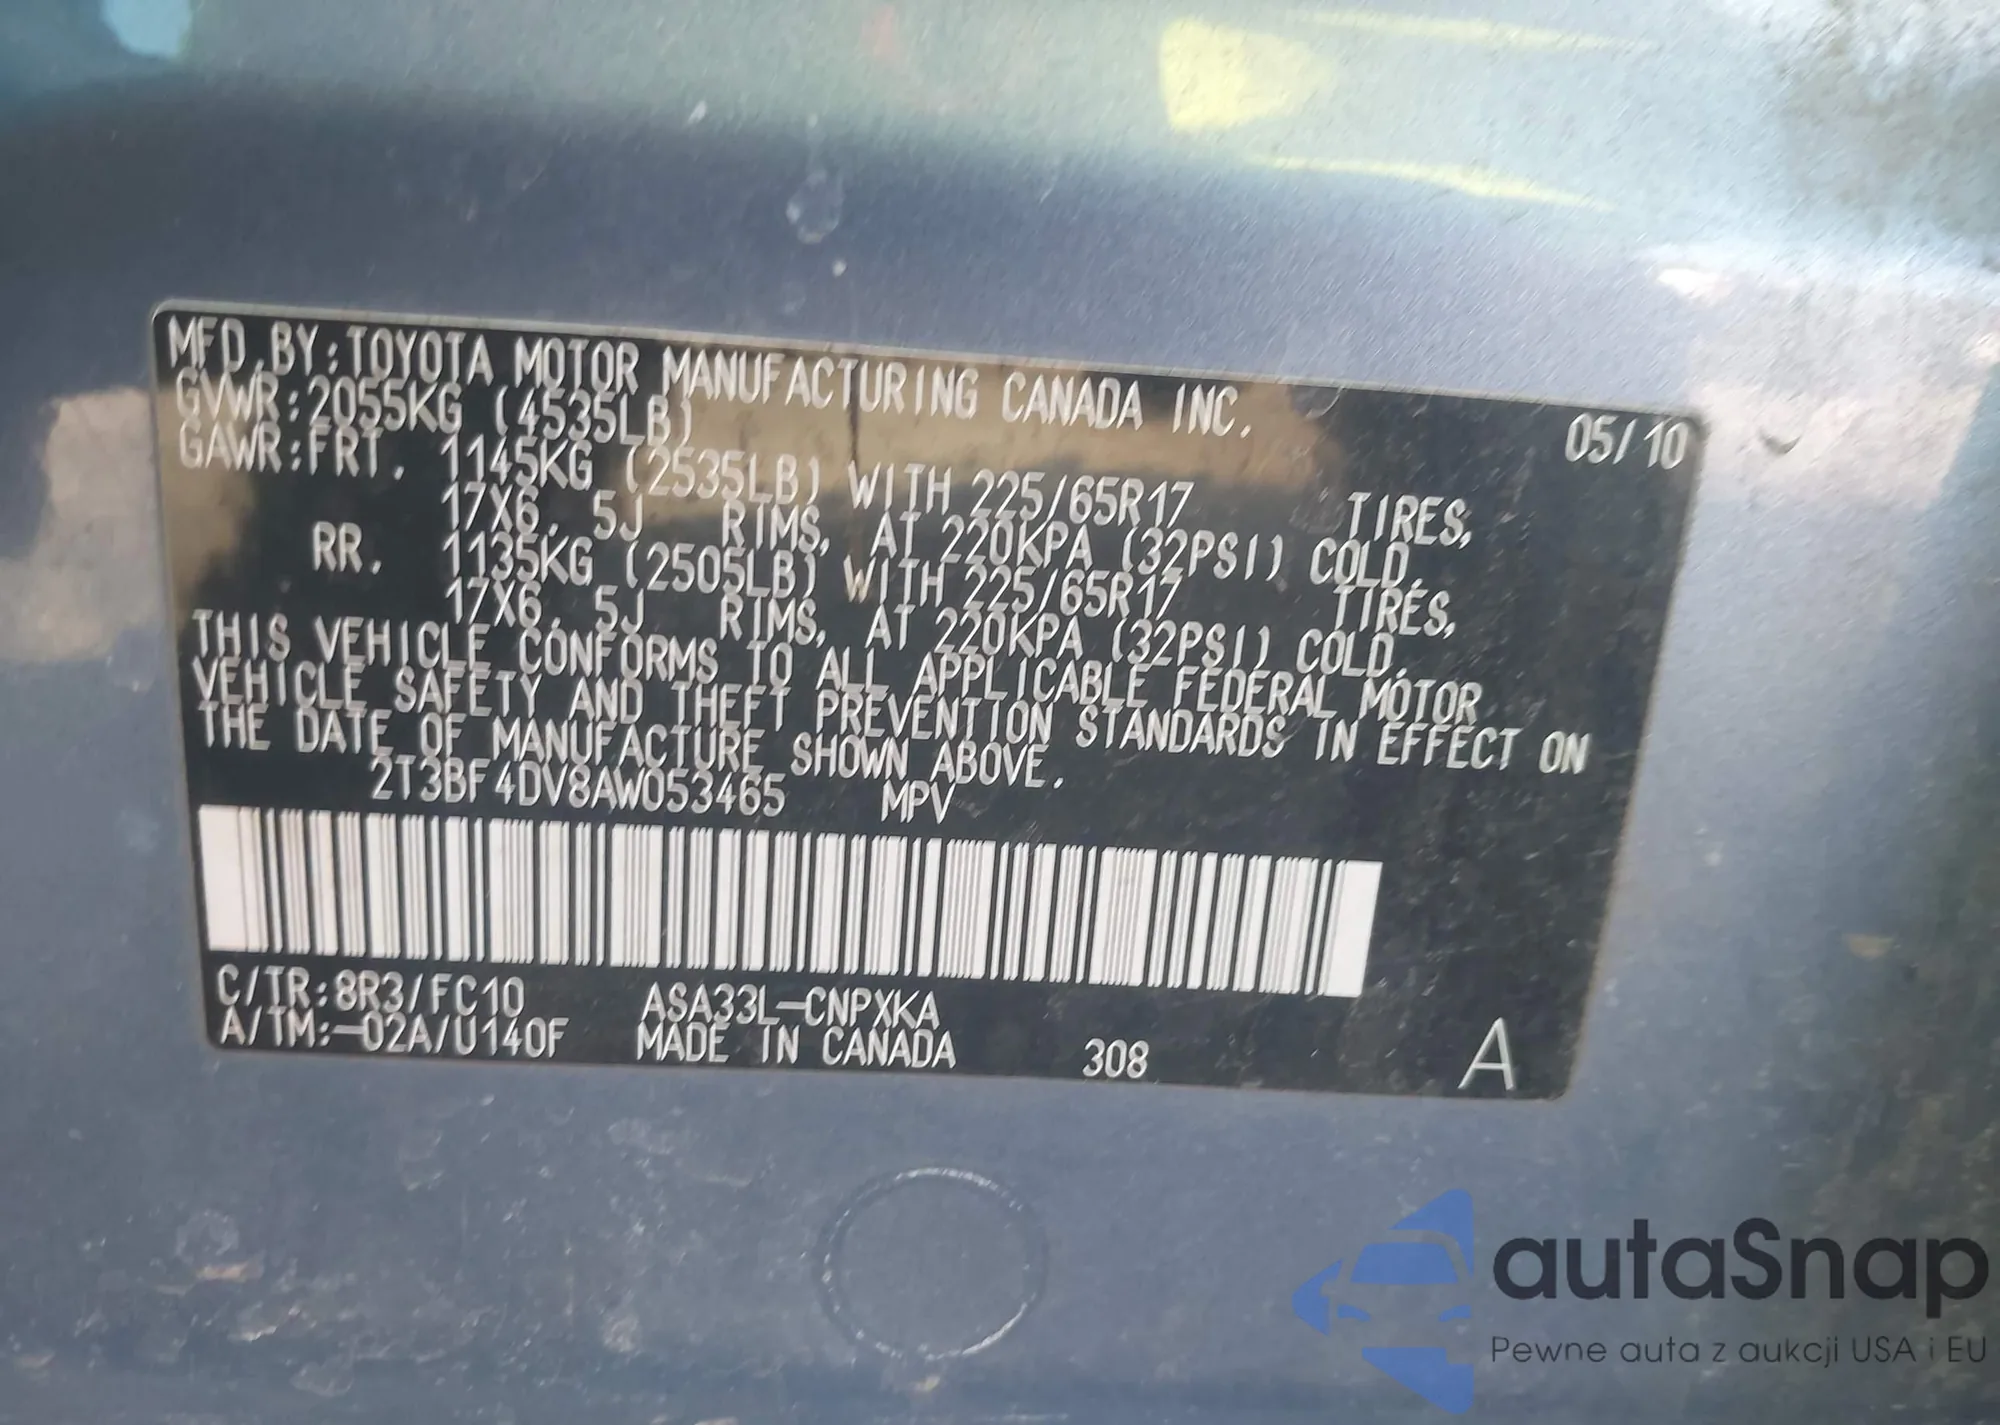 MFD.BY:TOYOTA MOTOR MANUFACTURING CANADA INC. 05/10
GVWR:2055KG (4535LB)
GAWR:FRT. 1145KG (2535LB) WITH 225/65R17 TIRES,
17X6.5J RIMS, AT 220KPA (32PSI) COLD.
RR. 1135KG (2505LB) WITH 225/65R17 TIRES,
17X6.5J RIMS, AT 220KPA (32PSI) COLD.
THIS VEHICLE CONFORMS TO ALL APPLICABLE FEDERAL MOTOR
VEHICLE SAFETY AND THEFT PREVENTION STANDARDS IN EFFECT ON
THE DATE OF MANUFACTURE SHOWN ABOVE.
2T3BF4DV8AW053465 MPV
C/TR:8R3/FC10 ASA33L-CNPXKA
A/TM:-02A/U140F MADE IN CANADA 308 A
autaSnap
Pewne auta z aukcji USA i EU